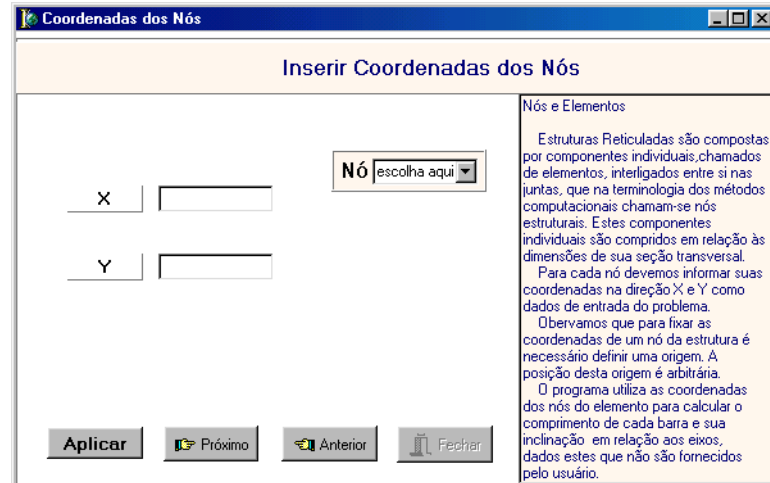 Coordenadas dos Nós
Inserir Coordenadas dos Nós
Nó escolha aqui
X
Y
Aplicar
Próximo
Anterior
Fechar
Nós e Elementos
Estruturas Reticuladas são compostas
por componentes individuais,chamados
de elementos, interligados entre si nas
juntas, que na terminologia dos métodos
computacionais chamam-se nós
estruturais. Estes componentes
individuais são compridos em relação às
dimensões de sua seção transversal.
Para cada nó devemos informar suas
coordenadas na direção X e Y como
dados de entrada do problema.
Obervamos que para fixar as
coordenadas de um nó da estrutura é
necessário definir uma origem. A
posição desta origem é arbitrária.
O programa utiliza as coordenadas
dos nós do elemento para calcular o
comprimento de cada barra e sua
inclinação em relação aos eixos,
dados estes que não são fornecidos
pelo usuário.